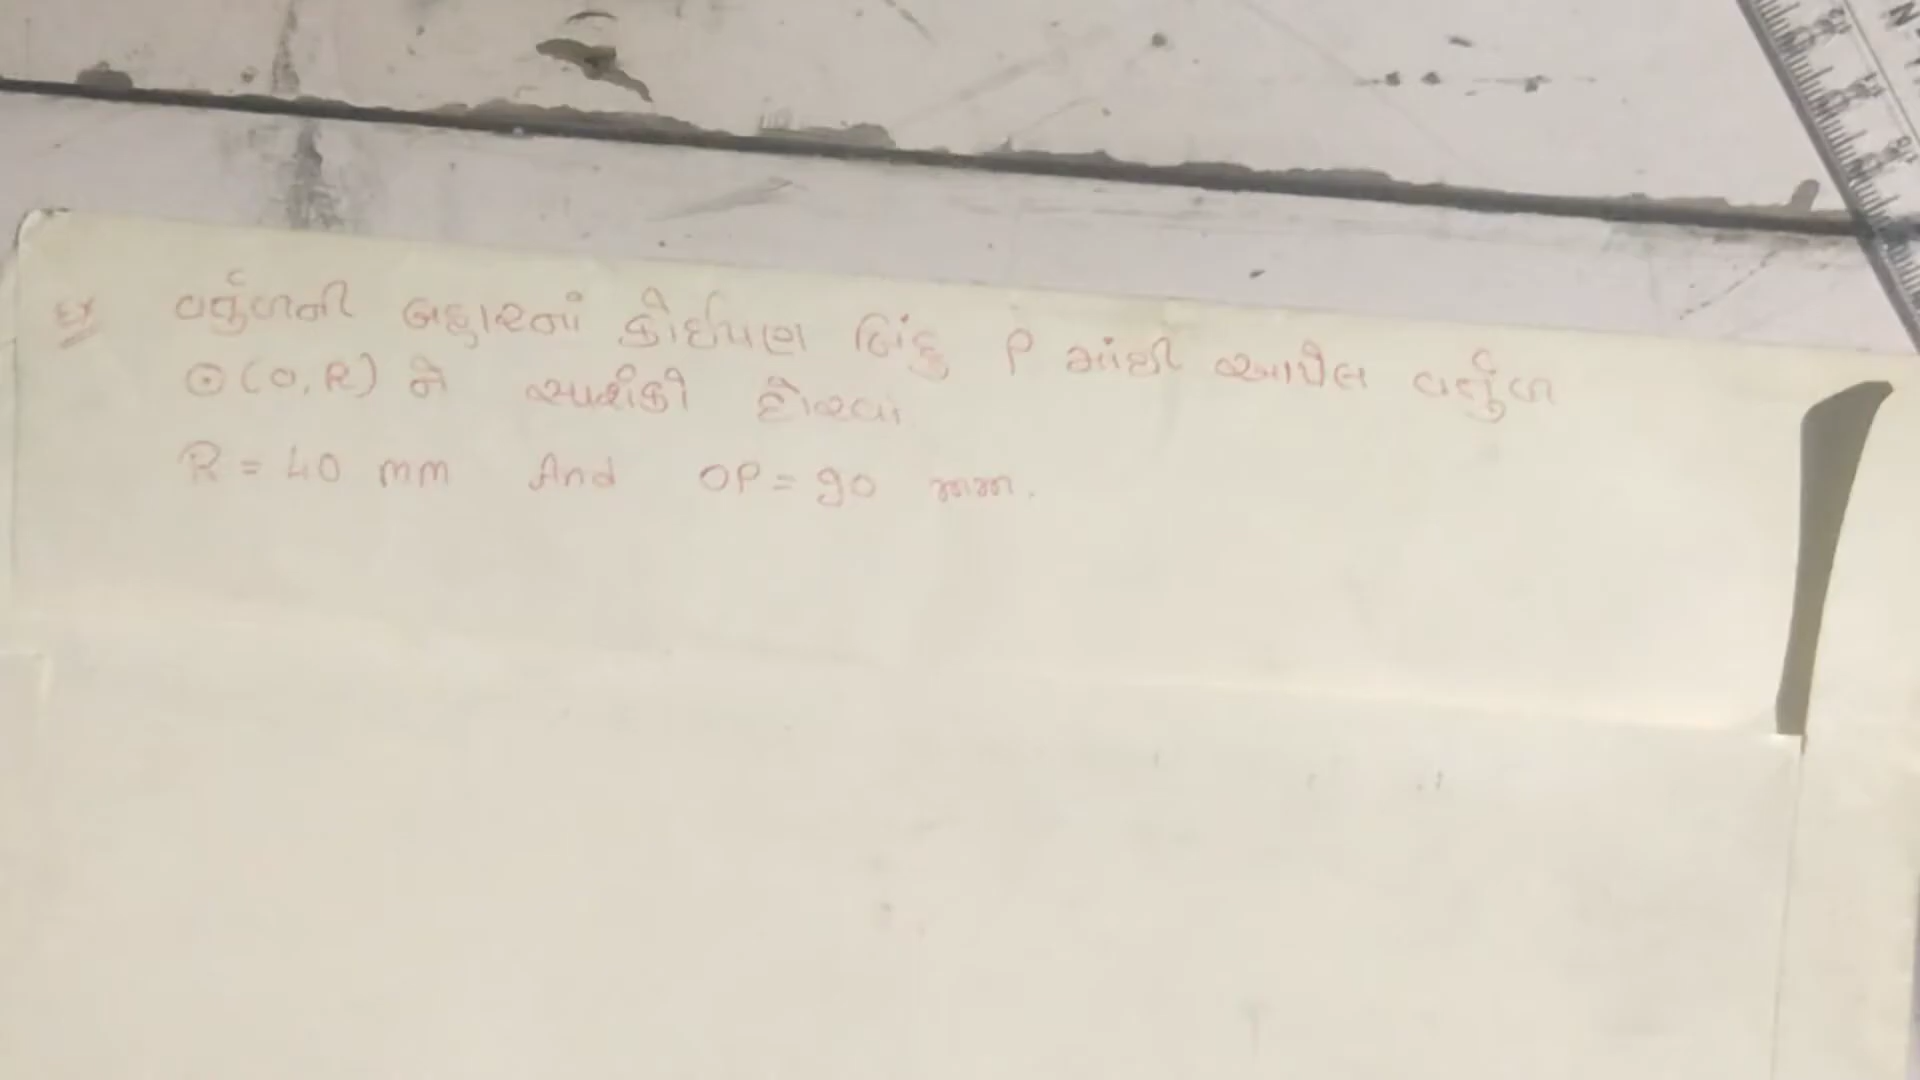 વર્તુળની બહારનાં કોઈપણ બિંદુ P માંથી આપેલ વર્તુળ
⊙(O, R) ને સ્પર્શકો દોરવા
R = 40 mm And OP = 90 mm.